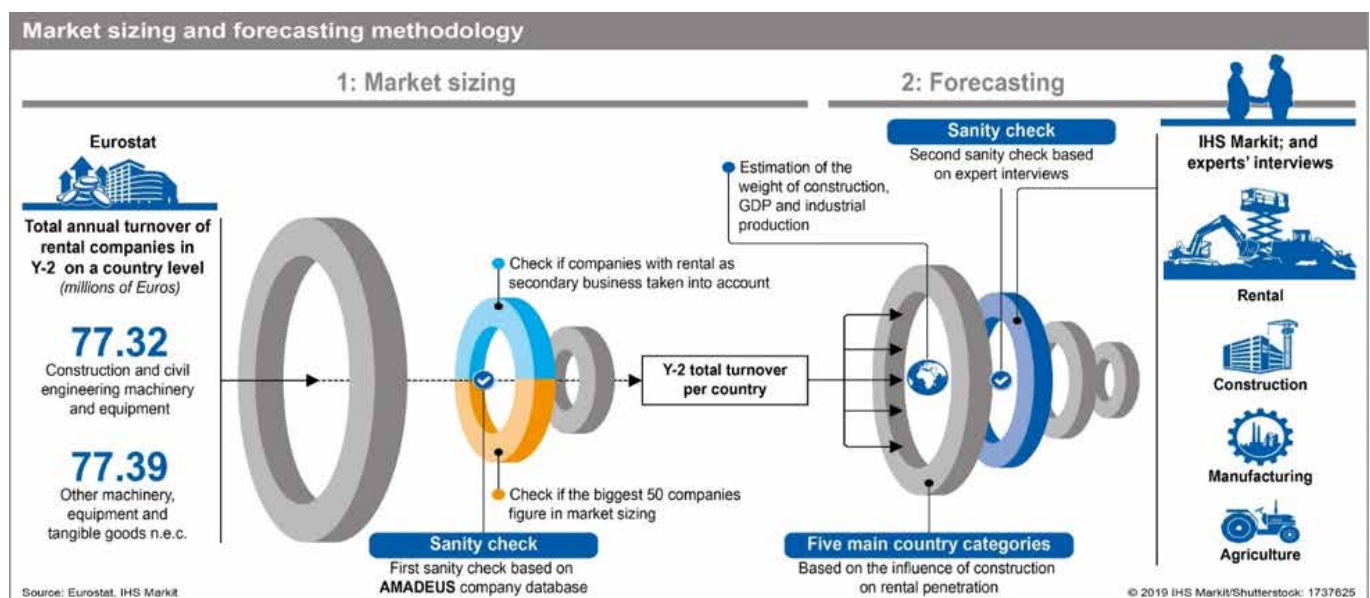 Market sizing and forecasting methodology
1: Market sizing
Eurostat
Total annual turnover of
rental companies in
Y-2 on a country level
(millions of Euros)
77.32
Construction and civil
engineering machinery
and equipment
77.39
Other machinery,
equipment and
tangible goods n.e.c.
Check if companies with rental as
secondary business taken into account
Check if the biggest 50 companies
figure in market sizing
Sanity check
First sanity check based on
AMADEUS company database
Y-2 total turnover
per country
2: Forecasting
Sanity check
Second sanity check based
on expert interviews
Estimation of the
weight of construction,
GDP and industrial
production
Five main country categories
Based on the influence of construction
on rental penetration
IHS Markit; and
experts' interviews
Rental
Construction
Manufacturing
Agriculture
Source: Eurostat, IHS Markit
© 2019 IHS Markit/Shutterstock: 1737625